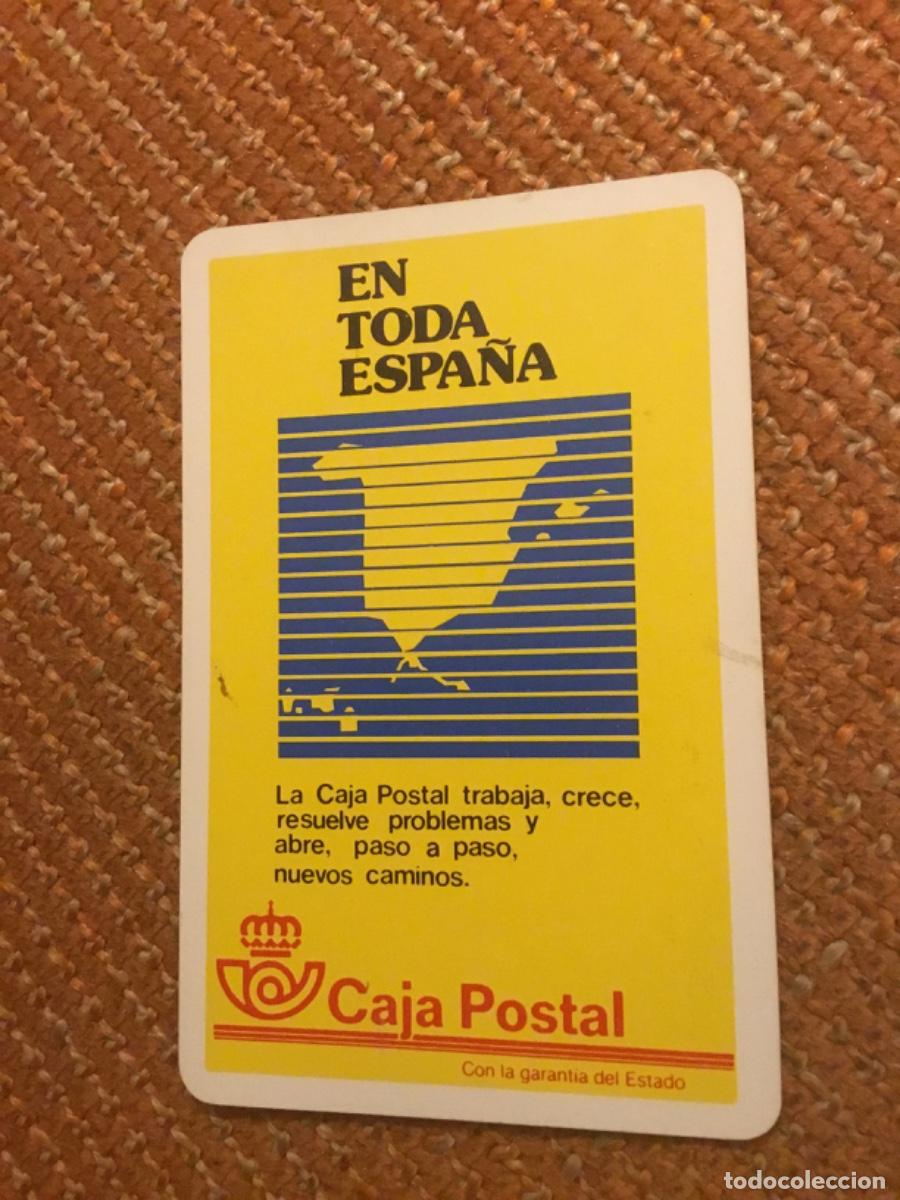 EN
TODA
ESPAÑA
La Caja Postal trabaja, crece,
resuelve problemas y
abre, paso a paso,
nuevos caminos.
Caja Postal
Con la garantia del Estado
todocoleccion